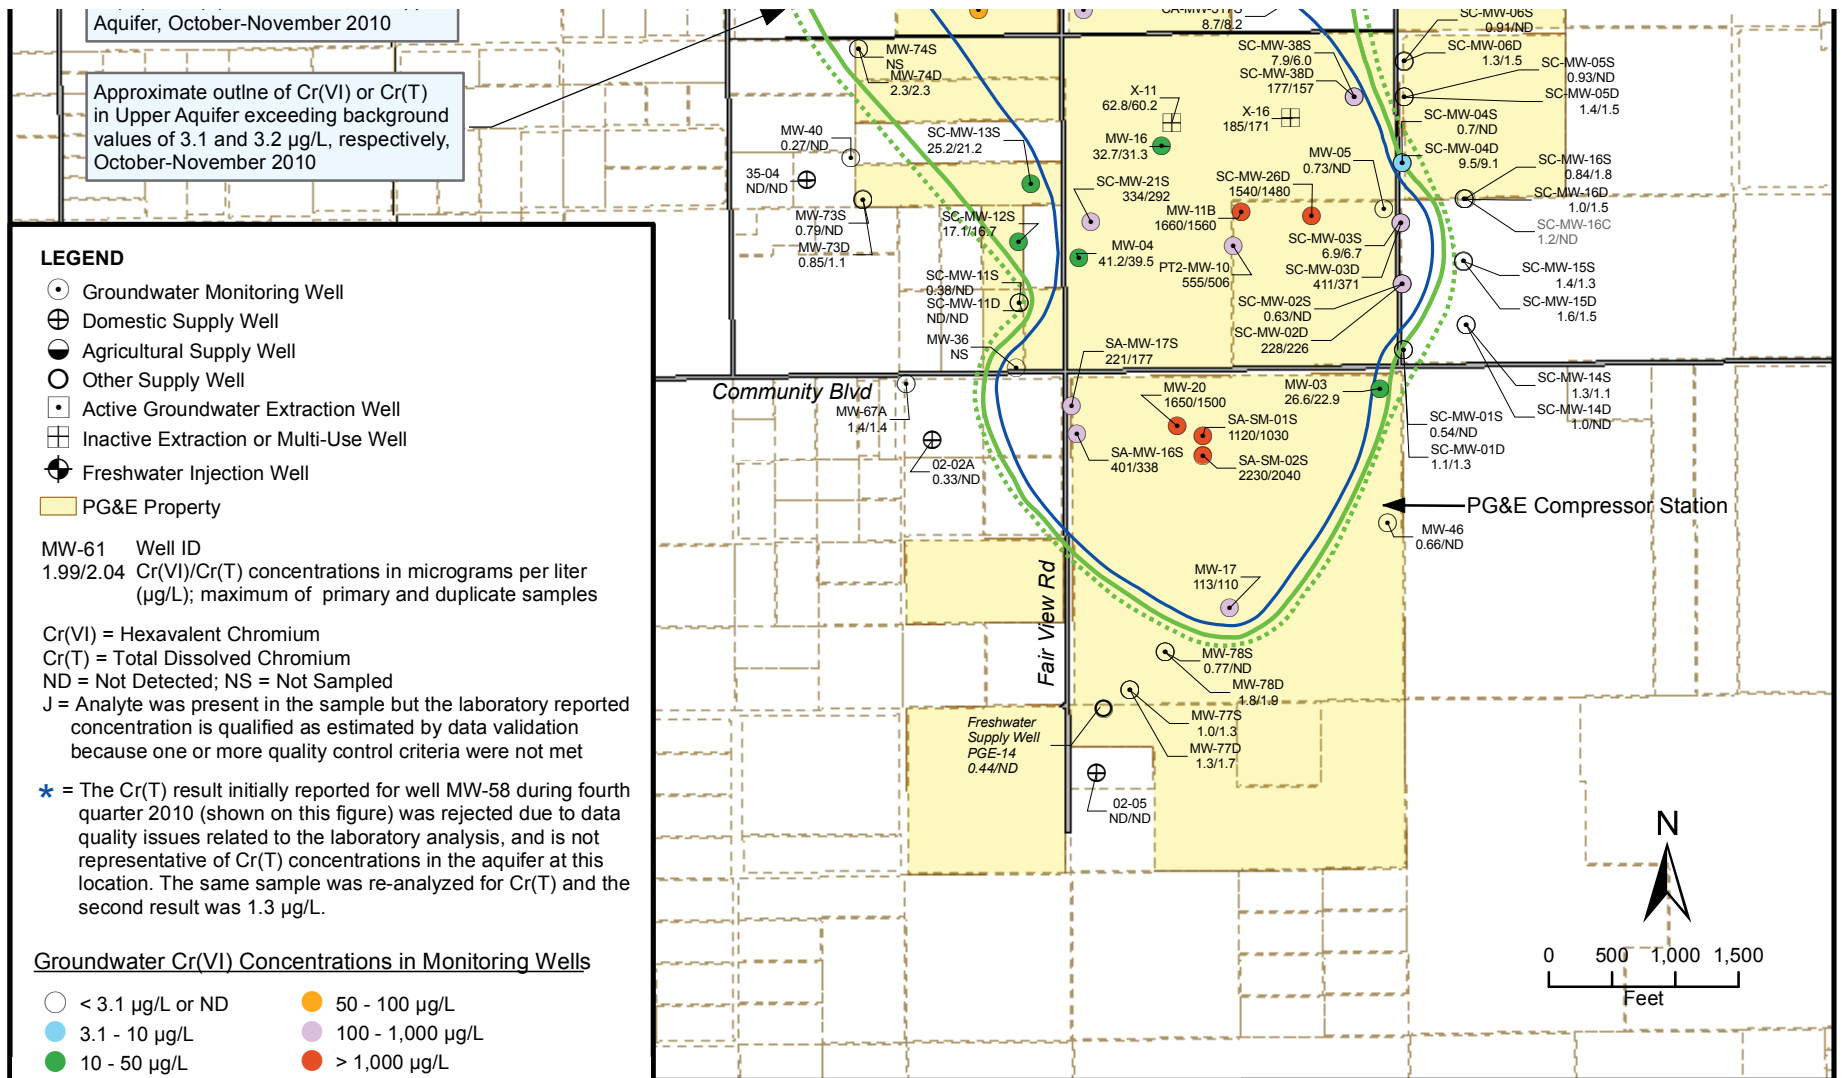 Aquifer, October-November 2010
Approximate outlne of Cr(VI) or Cr(T)
in Upper Aquifer exceeding background
values of 3.1 and 3.2 µg/L, respectively,
October-November 2010
LEGEND
Groundwater Monitoring Well
Domestic Supply Well
Agricultural Supply Well
Other Supply Well
Active Groundwater Extraction Well
Inactive Extraction or Multi-Use Well
Freshwater Injection Well
PG&E Property
MW-61 Well ID
1.99/2.04 Cr(VI)/Cr(T) concentrations in micrograms per liter
(µg/L); maximum of primary and duplicate samples
Cr(VI) = Hexavalent Chromium
Cr(T) = Total Dissolved Chromium
ND = Not Detected; NS = Not Sampled
J = Analyte was present in the sample but the laboratory reported
concentration is qualified as estimated by data validation
because one or more quality control criteria were not met
* = The Cr(T) result initially reported for well MW-58 during fourth
quarter 2010 (shown on this figure) was rejected due to data
quality issues related to the laboratory analysis, and is not
representative of Cr(T) concentrations in the aquifer at this
location. The same sample was re-analyzed for Cr(T) and the
second result was 1.3 µg/L.
Groundwater Cr(VI) Concentrations in Monitoring Wells
< 3.1 µg/L or ND
3.1 - 10 µg/L
10 - 50 µg/L
50 - 100 µg/L
100 - 1,000 µg/L
> 1,000 µg/L
MW-74S
NS
MW-74D
2.3/2.3
MW-40
0.27/ND
35-04
ND/ND
MW-73S
0.79/ND
MW-73D
0.85/1.1
SC-MW-13S
25.2/21.2
SC-MW-12S
17.1/16.7
SC-MW-11S
0.38/ND
SC-MW-11D
ND/ND
MW-36
NS
Community Blvd
MW-67A
1.4/1.4
02-02A
0.33/ND
8.7/8.2
SC-MW-38S
7.9/6.0
SC-MW-38D
177/157
X-11
62.8/60.2
X-16
185/171
MW-16
32.7/31.3
MW-05
0.73/ND
SC-MW-21S
334/292
SC-MW-26D
1540/1480
MW-11B
1660/1560
MW-04
41.2/39.5
PT2-MW-10
555/506
SC-MW-03S
6.9/6.7
SC-MW-03D
411/371
SC-MW-02S
0.63/ND
SC-MW-02D
228/226
SA-MW-17S
221/177
MW-20
1650/1500
MW-03
26.6/22.9
SA-SM-01S
1120/1030
SA-MW-16S
401/338
SA-SM-02S
2230/2040
SC-MW-06S
0.91/ND
SC-MW-06D
1.3/1.5
SC-MW-05S
0.93/ND
SC-MW-05D
1.4/1.5
SC-MW-04S
0.7/ND
SC-MW-04D
9.5/9.1
SC-MW-16S
0.84/1.8
SC-MW-16D
1.0/1.5
SC-MW-16C
1.2/ND
SC-MW-15S
1.4/1.3
SC-MW-15D
1.6/1.5
SC-MW-14S
1.3/1.1
SC-MW-14D
1.0/ND
SC-MW-01S
0.54/ND
SC-MW-01D
1.1/1.3
PG&E Compressor Station
MW-46
0.66/ND
MW-17
113/110
Fair View Rd
MW-78S
0.77/ND
MW-78D
1.8/1.9
MW-77S
1.0/1.3
MW-77D
1.3/1.7
Freshwater
Supply Well
PGE-14
0.44/ND
02-05
ND/ND
N
0 500 1,000 1,500
Feet